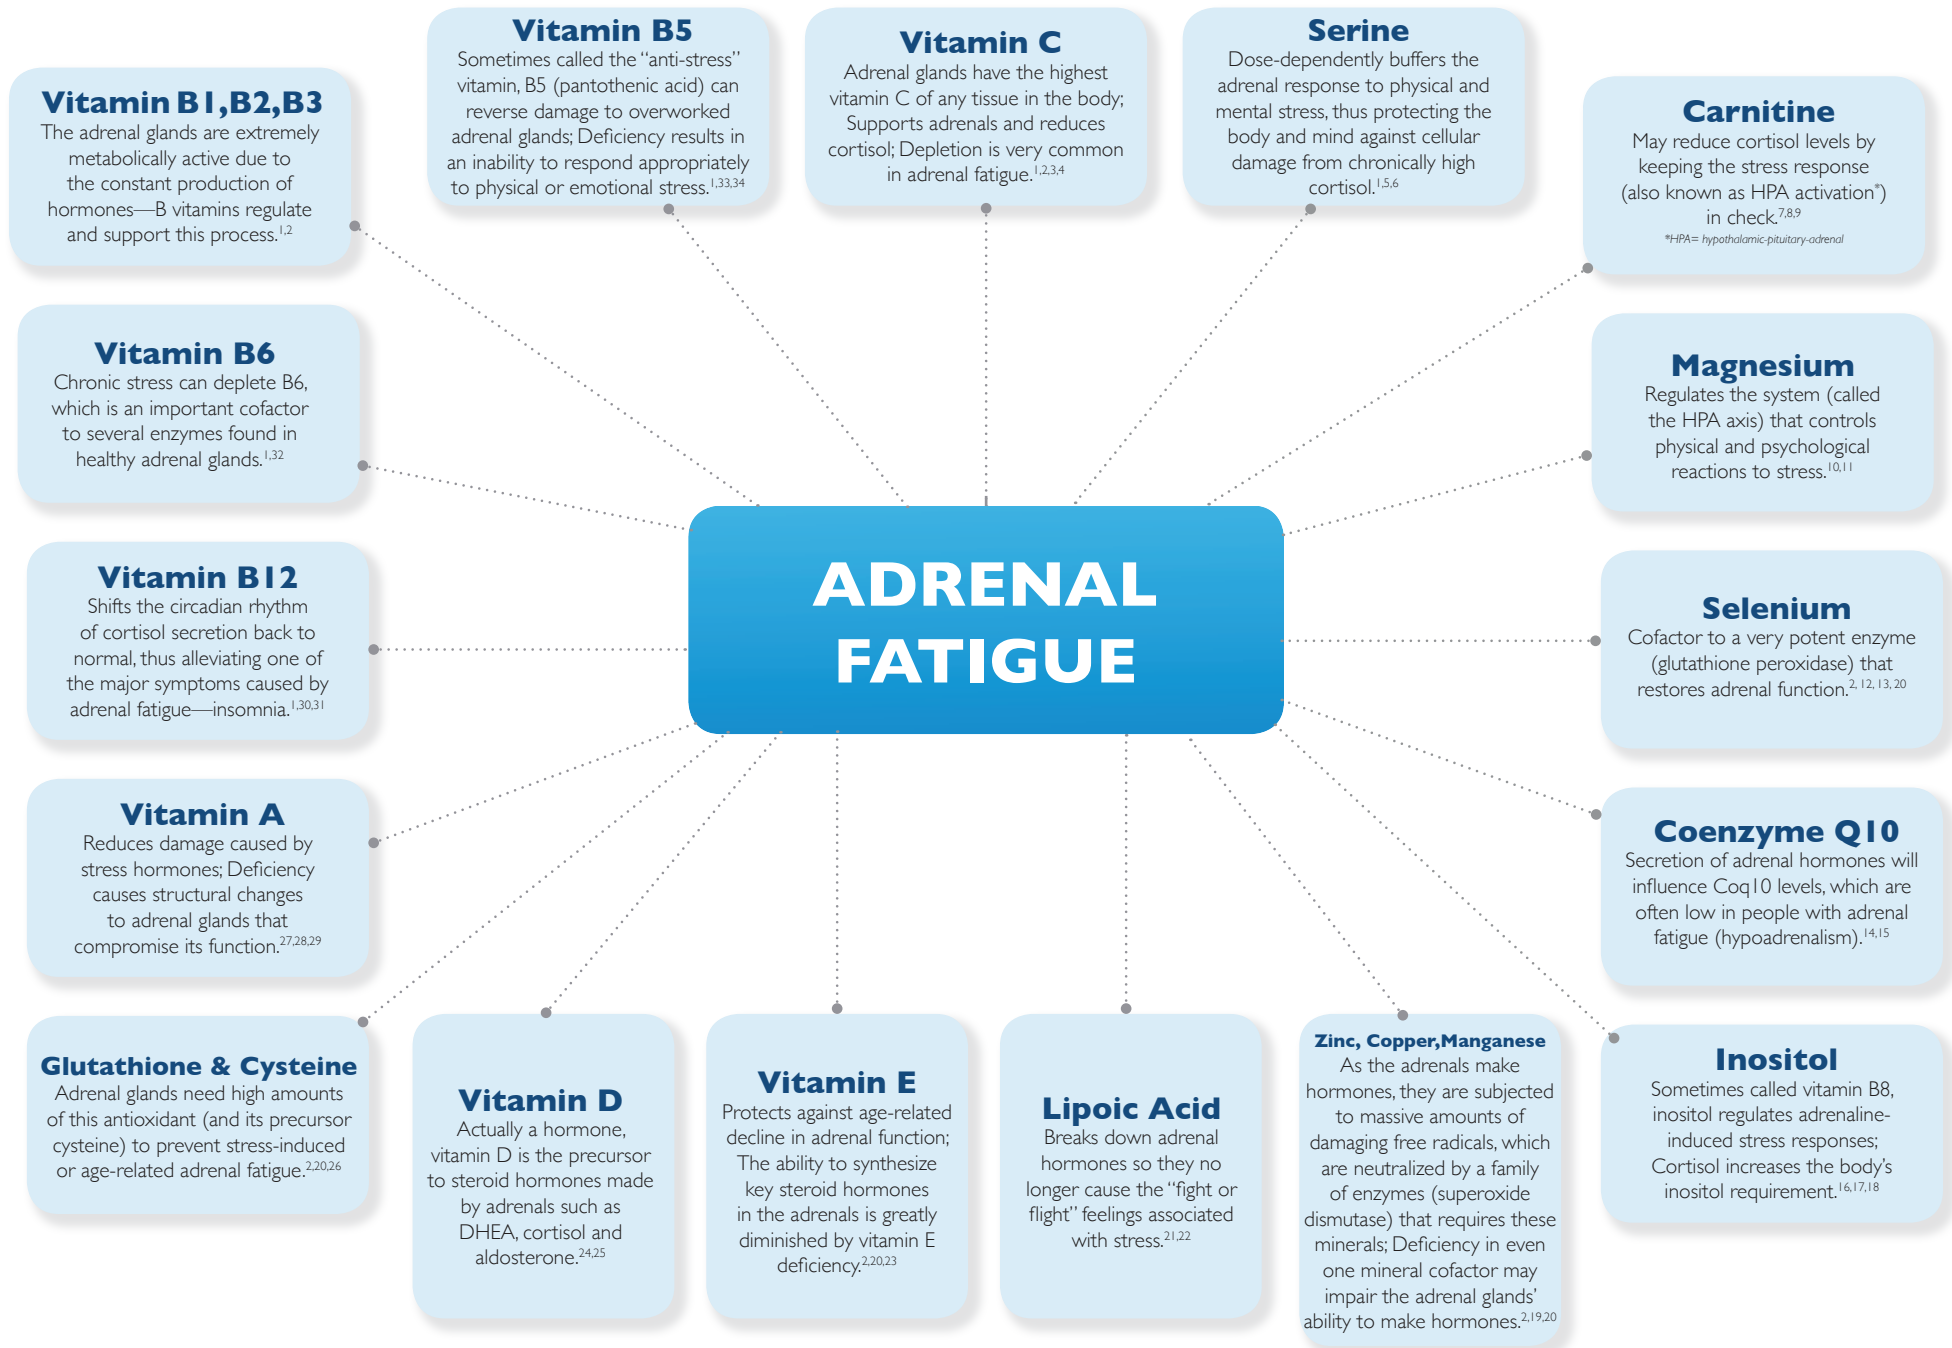 Vitamin B1,B2,B3
The adrenal glands are extremely
metabolically active due to
the constant production of
hormones—B vitamins regulate
and support this process.1,2
Vitamin B5
Sometimes called the “anti-stress”
vitamin, B5 (pantothenic acid) can
reverse damage to overworked
adrenal glands; Deficiency results in
an inability to respond appropriately
to physical or emotional stress.1,33,34
Vitamin C
Adrenal glands have the highest
vitamin C of any tissue in the body;
Supports adrenals and reduces
cortisol; Depletion is very common
in adrenal fatigue.1,2,3,4
Serine
Dose-dependently buffers the
adrenal response to physical and
mental stress, thus protecting the
body and mind against cellular
damage from chronically high
cortisol.1,5,6
Carnitine
May reduce cortisol levels by
keeping the stress response
(also known as HPA activation*)
in check.7,8,9
*HPA= hypothalamic-pituitary-adrenal
Vitamin B6
Chronic stress can deplete B6,
which is an important cofactor
to several enzymes found in
healthy adrenal glands.1,32
Magnesium
Regulates the system (called
the HPA axis) that controls
physical and psychological
reactions to stress.10,11
ADRENAL
FATIGUE
Vitamin B12
Shifts the circadian rhythm
of cortisol secretion back to
normal, thus alleviating one of
the major symptoms caused by
adrenal fatigue—insomnia.1,30,31
Selenium
Cofactor to a very potent enzyme
(glutathione peroxidase) that
restores adrenal function.2, 12, 13, 20
Vitamin A
Reduces damage caused by
stress hormones; Deficiency
causes structural changes
to adrenal glands that
compromise its function.27,28,29
Coenzyme Q10
Secretion of adrenal hormones will
influence Coq10 levels, which are
often low in people with adrenal
fatigue (hypoadrenalism).14,15
Glutathione & Cysteine
Adrenal glands need high amounts
of this antioxidant (and its precursor
cysteine) to prevent stress-induced
or age-related adrenal fatigue.2,20,26
Vitamin D
Actually a hormone,
vitamin D is the precursor
to steroid hormones made
by adrenals such as
DHEA, cortisol and
aldosterone.24,25
Vitamin E
Protects against age-related
decline in adrenal function;
The ability to synthesize
key steroid hormones
in the adrenals is greatly
diminished by vitamin E
deficiency.2,20,23
Lipoic Acid
Breaks down adrenal
hormones so they no
longer cause the “fight or
flight” feelings associated
with stress.21,22
Zinc, Copper,Manganese
As the adrenals make
hormones, they are subjected
to massive amounts of
damaging free radicals, which
are neutralized by a family
of enzymes (superoxide
dismutase) that requires these
minerals; Deficiency in even
one mineral cofactor may
impair the adrenal glands’
ability to make hormones.2,19,20
Inositol
Sometimes called vitamin B8,
inositol regulates adrenaline-
induced stress responses;
Cortisol increases the body’s
inositol requirement.16,17,18